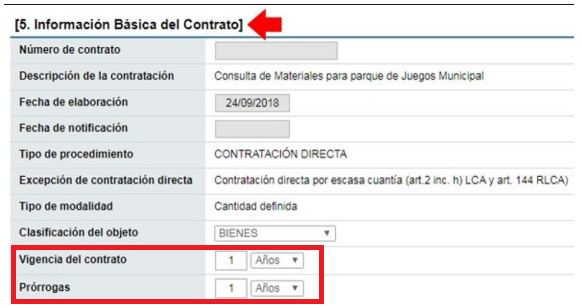 [5. Información Básica del Contrato]
Número de contrato
Descripción de la contratación Consulta de Materiales para parque de Juegos Municipal
Fecha de elaboración 24/09/2018
Fecha de notificación
Tipo de procedimiento CONTRATACIÓN DIRECTA
Excepción de contratación directa Contratación directa por escasa cuantía (art.2 inc. h) LCA y art. 144 RLCA)
Tipo de modalidad Cantidad definida
Clasificación del objeto BIENES
Vigencia del contrato 1 Años
Prórrogas 1 Años